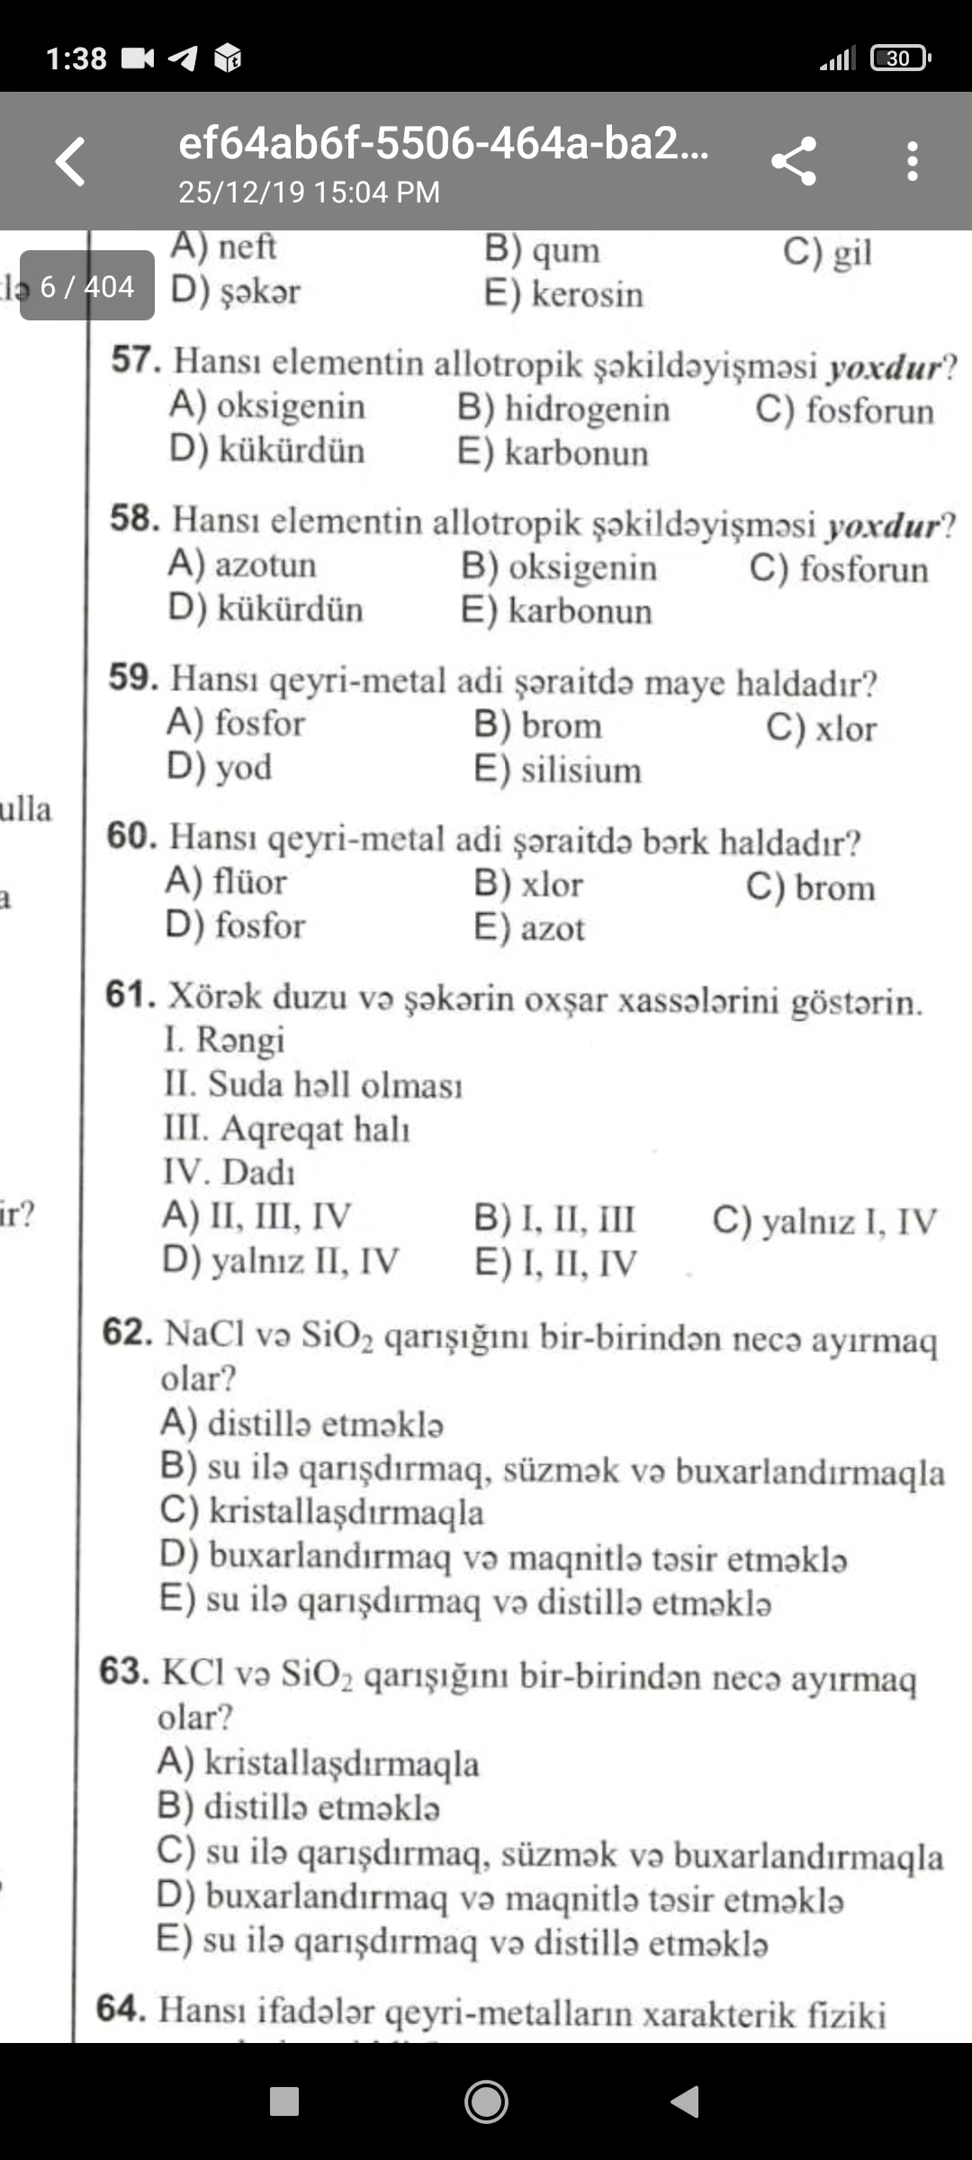 1:38
30
ef64ab6f-5506-464a-ba2...
25/12/19 15:04 PM
6 / 404
A) neft B) qum C) gil
D) şəkər E) kerosin
57. Hansı elementin allotropik şəkildəyişməsi yoxdur?
A) oksigenin B) hidrogenin C) fosforun
D) kükürdün E) karbonun
58. Hansı elementin allotropik şəkildəyişməsi yoxdur?
A) azotun B) oksigenin C) fosforun
D) kükürdün E) karbonun
59. Hansı qeyri-metal adi şəraitdə maye haldadır?
A) fosfor B) brom C) xlor
D) yod E) silisium
60. Hansı qeyri-metal adi şəraitdə bərk haldadır?
A) flüor B) xlor C) brom
D) fosfor E) azot
61. Xörək duzu və şəkərin oxşar xassələrini göstərin.
I. Rəngi
II. Suda həll olması
III. Aqreqat halı
IV. Dadı
A) II, III, IV B) I, II, III C) yalnız I, IV
D) yalnız II, IV E) I, II, IV
62. NaCl və SiO₂ qarışığını bir-birindən necə ayırmaq
olar?
A) distillə etməklə
B) su ilə qarışdırmaq, süzmək və buxarlandırmaqla
C) kristallaşdırmaqla
D) buxarlandırmaq və maqnitlə təsir etməklə
E) su ilə qarışdırmaq və distillə etməklə
63. KCl və SiO₂ qarışığını bir-birindən necə ayırmaq
olar?
A) kristallaşdırmaqla
B) distillə etməklə
C) su ilə qarışdırmaq, süzmək və buxarlandırmaqla
D) buxarlandırmaq və maqnitlə təsir etməklə
E) su ilə qarışdırmaq və distillə etməklə
64. Hansı ifadələr qeyri-metalların xarakterik fiziki
ulla
ir?